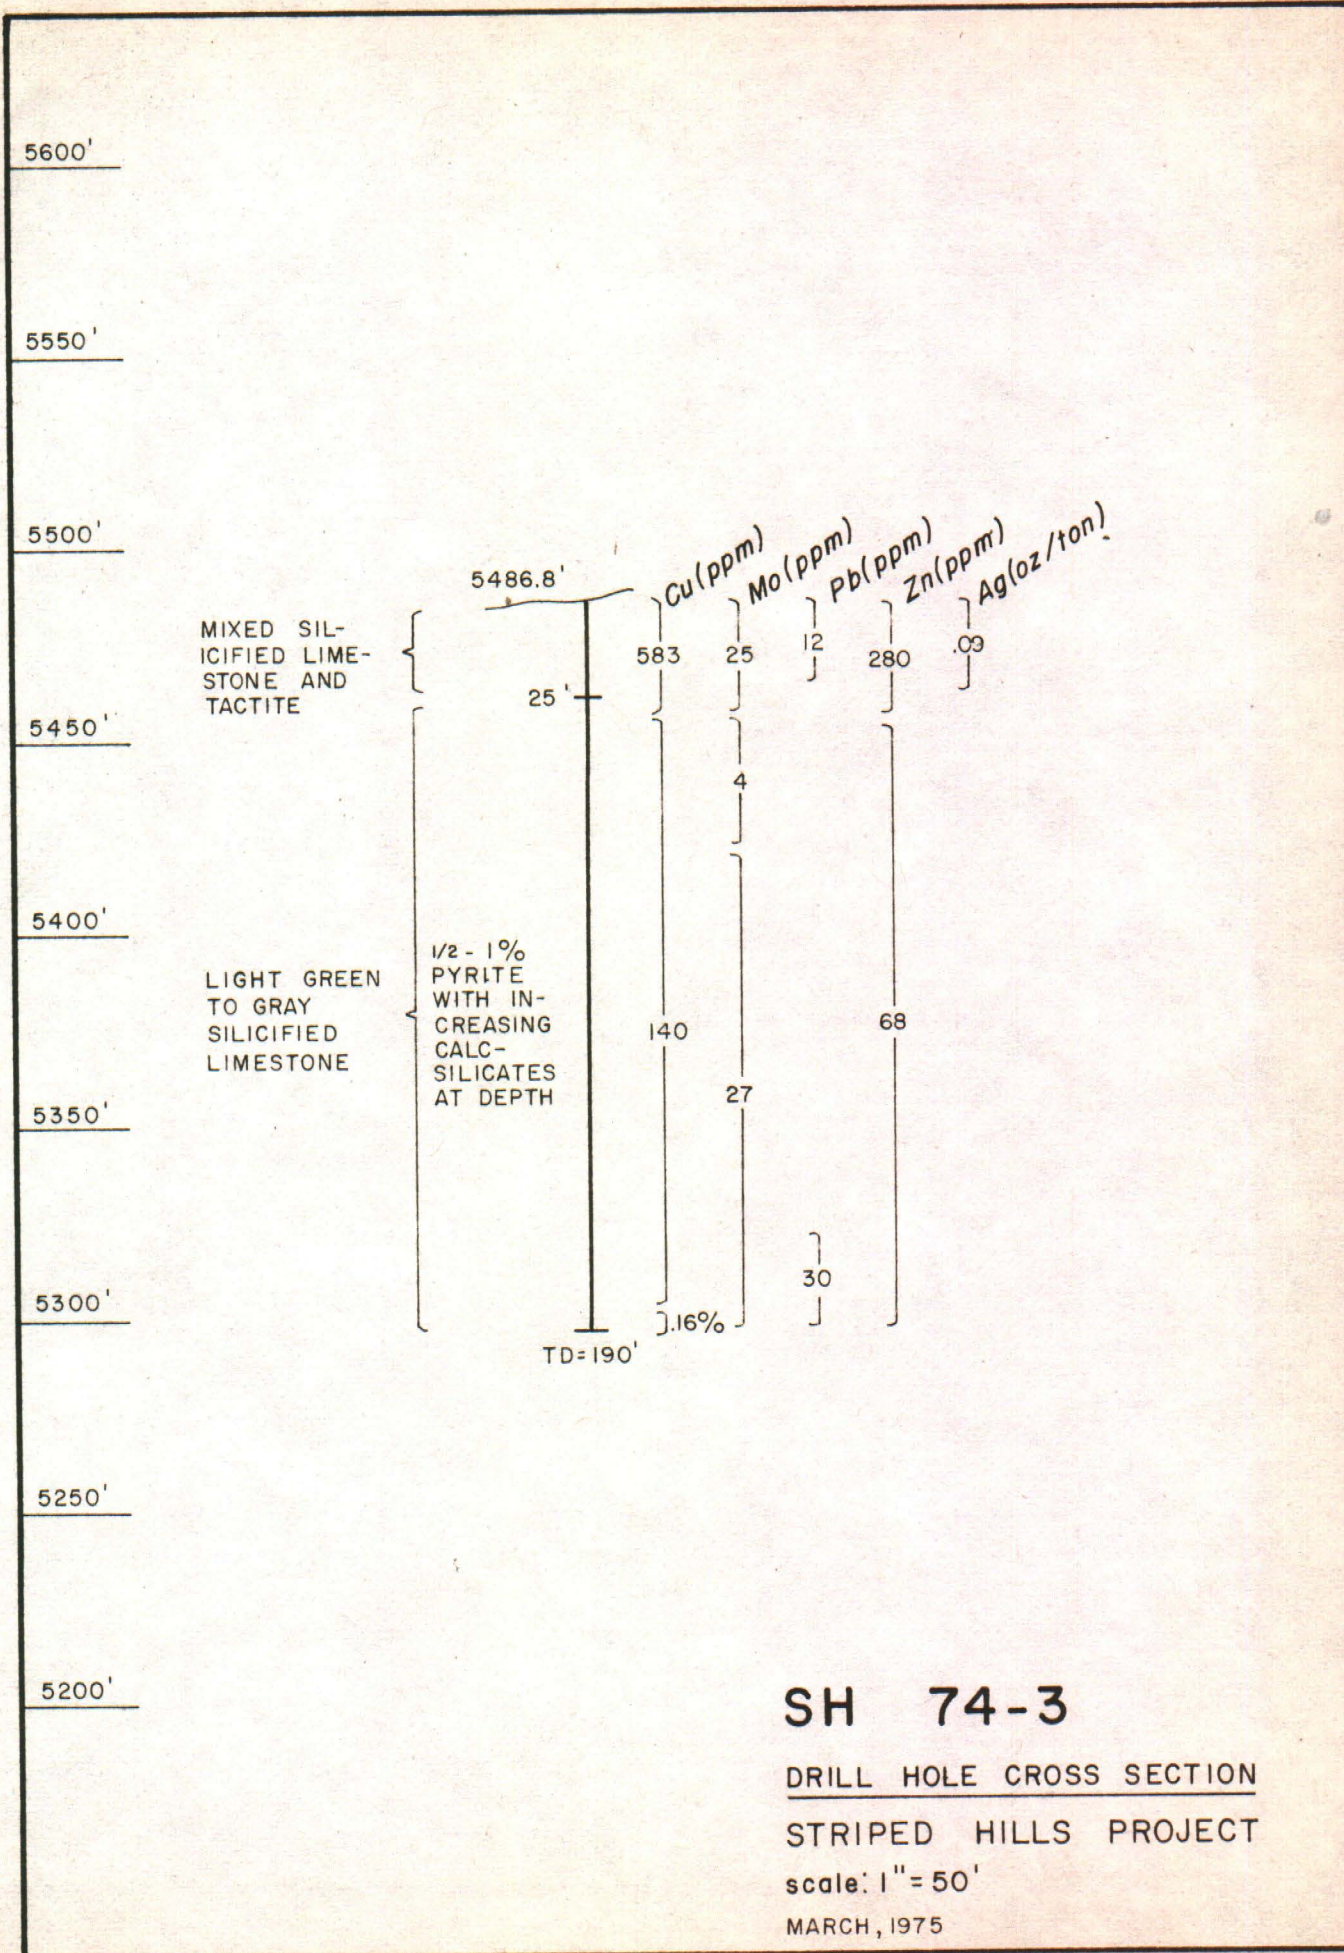 5600'
5550'
5500'
5450'
5400'
5350'
5300'
5250'
5200'
5486.8'
Cu(ppm)
Mo(ppm)
Pb(ppm)
Zn(ppm)
Ag(oz/ton)
MIXED SIL-
ICIFIED LIME-
STONE AND
TACTITE
25'
583
25
12
280
.03
4
LIGHT GREEN
TO GRAY
SILICIFIED
LIMESTONE
1/2 - 1%
PYRITE
WITH IN-
CREASING
CALC-
SILICATES
AT DEPTH
140
27
68
30
.16%
TD=190'
SH 74-3
DRILL HOLE CROSS SECTION
STRIPED HILLS PROJECT
scale: 1"=50'
MARCH, 1975